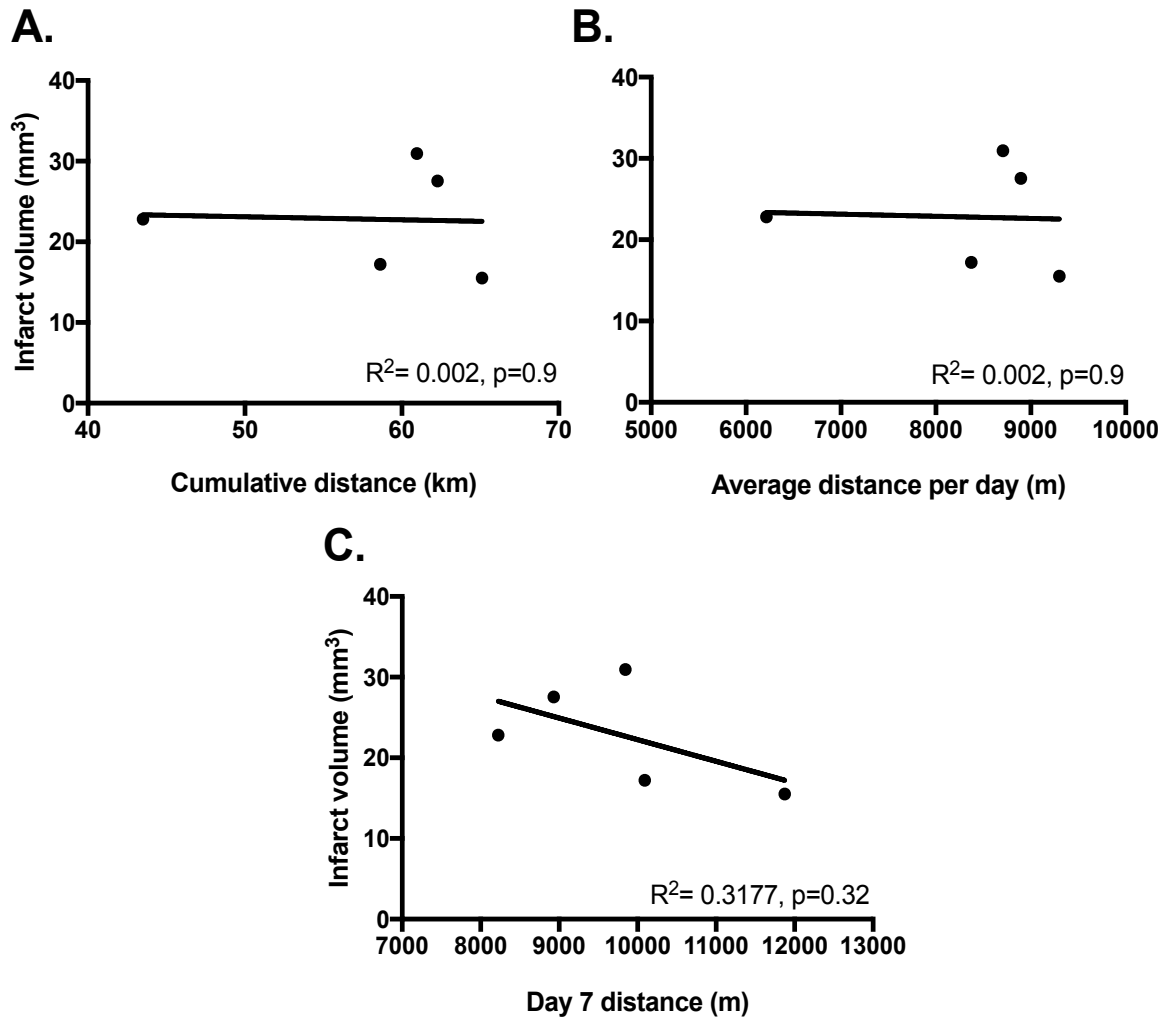 A.
Infarct volume (mm³)
40
30
20
10
0
40 50 60 70
R²= 0.002, p=0.9
Cumulative distance (km)
B.
40
30
20
10
0
5000 6000 7000 8000 9000 10000
R²= 0.002, p=0.9
Average distance per day (m)
C.
Infarct volume (mm³)
40
30
20
10
0
7000 8000 9000 10000 11000 12000 13000
R²= 0.3177, p=0.32
Day 7 distance (m)